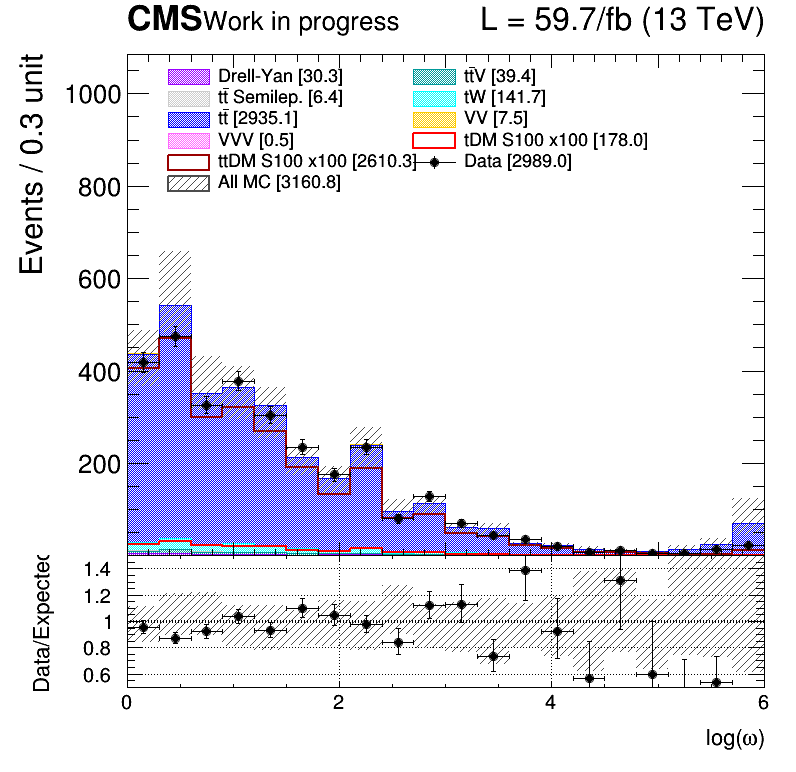 CMS Work in progress L = 59.7/fb (13 TeV)
Events / 0.3 unit
1000
800
600
400
200
Drell-Yan [30.3]
tt̄V [39.4]
tt̄ Semilep. [6.4]
tW [141.7]
tt̄ [2935.1]
VV [7.5]
VVV [0.5]
tDM S100 x100 [178.0]
ttDM S100 x100 [2610.3]
Data [2989.0]
All MC [3160.8]
Data/Expected
1.4
1.2
1
0.8
0.6
0 2 4 6
log(ω)